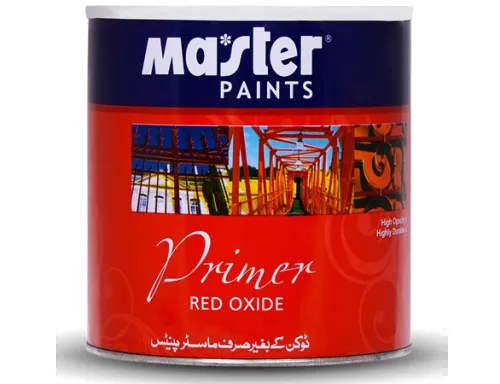 Master
PAINTS
High Opacity
Highly Durable
Primer
RED OXIDE
ٹوکن کے بغیر صرف ماسٹر پینٹس